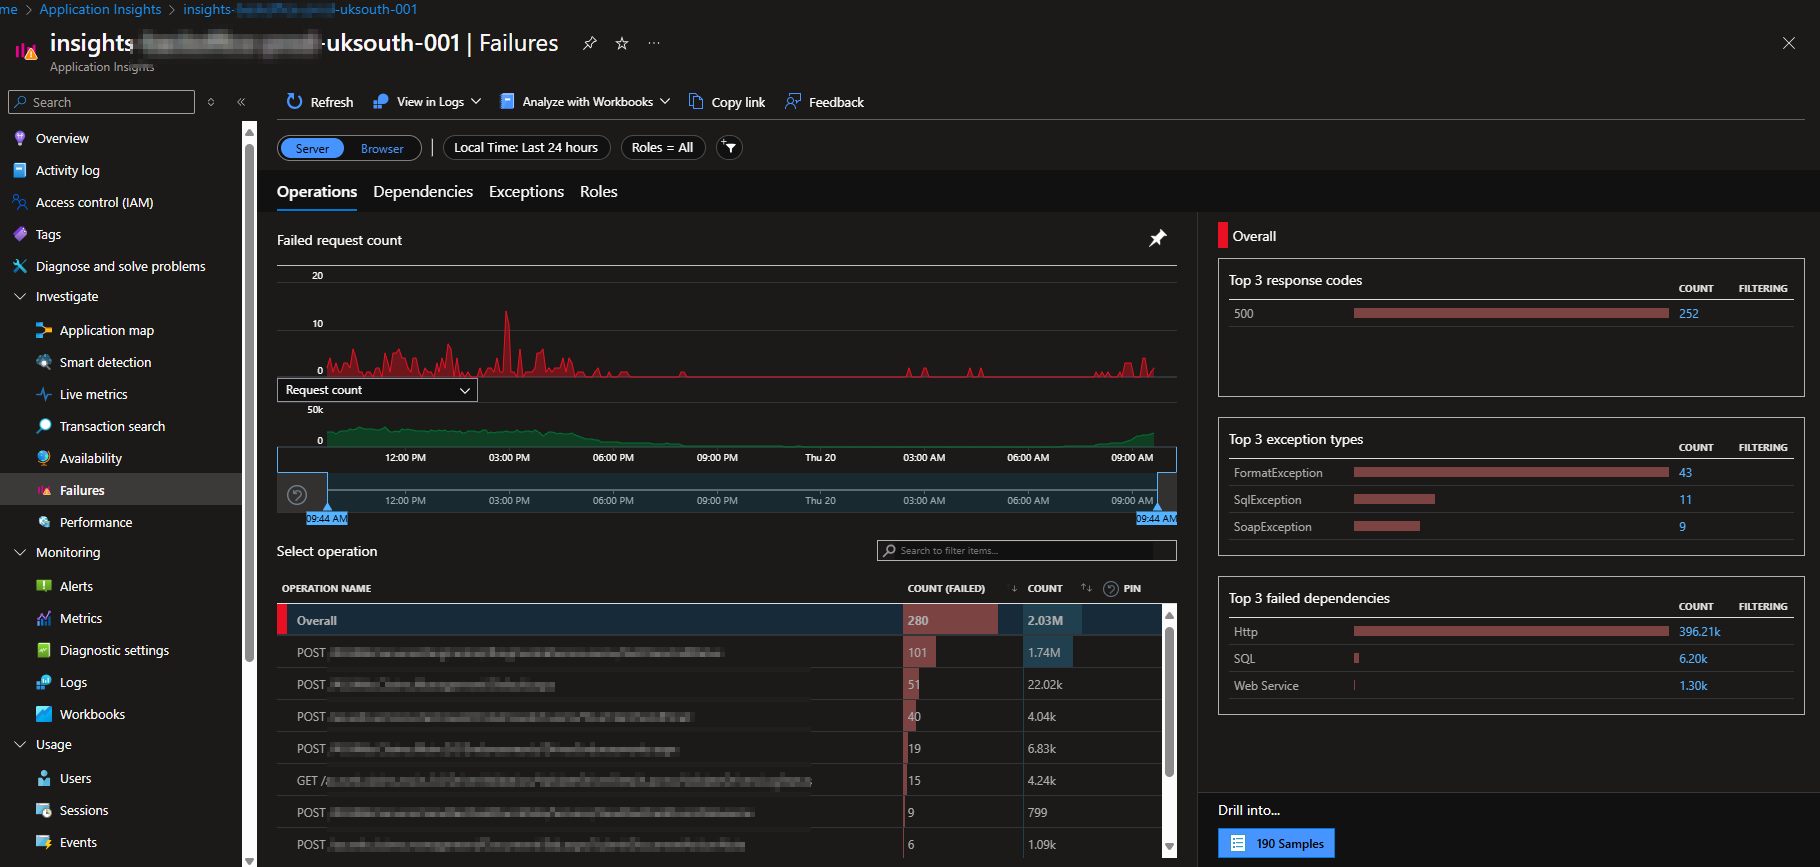 me > Application Insights > insights- -uksouth-001
insights- -uksouth-001 | Failures
Application Insights
Search
Refresh
View in Logs
Analyze with Workbooks
Copy link
Feedback
Server
Browser
Local Time: Last 24 hours
Roles = All
Overview
Activity log
Access control (IAM)
Tags
Diagnose and solve problems
Investigate
Application map
Smart detection
Live metrics
Transaction search
Availability
Failures
Performance
Monitoring
Alerts
Metrics
Diagnostic settings
Logs
Workbooks
Usage
Users
Sessions
Events
Operations
Dependencies
Exceptions
Roles
Failed request count
20
10
0
Request count
50k
0
12:00 PM 03:00 PM 06:00 PM 09:00 PM Thu 20 03:00 AM 06:00 AM 09:00 AM
12:00 PM 03:00 PM 06:00 PM 09:00 PM Thu 20 03:00 AM 06:00 AM 09:00 AM
09:44 AM 09:44 AM
Select operation
Search to filter items...
OPERATION NAME COUNT (FAILED) COUNT PIN
Overall 280 2.03M
POST 101 1.74M
POST 51 22.02k
POST 40 4.04k
POST 19 6.83k
GET / 15 4.24k
POST 9 799
POST 6 1.09k
Overall
Top 3 response codes
COUNT FILTERING
500 252
Top 3 exception types
COUNT FILTERING
FormatException 43
SqlException 11
SoapException 9
Top 3 failed dependencies
COUNT FILTERING
Http 396.21k
SQL 6.20k
Web Service 1.30k
Drill into...
190 Samples